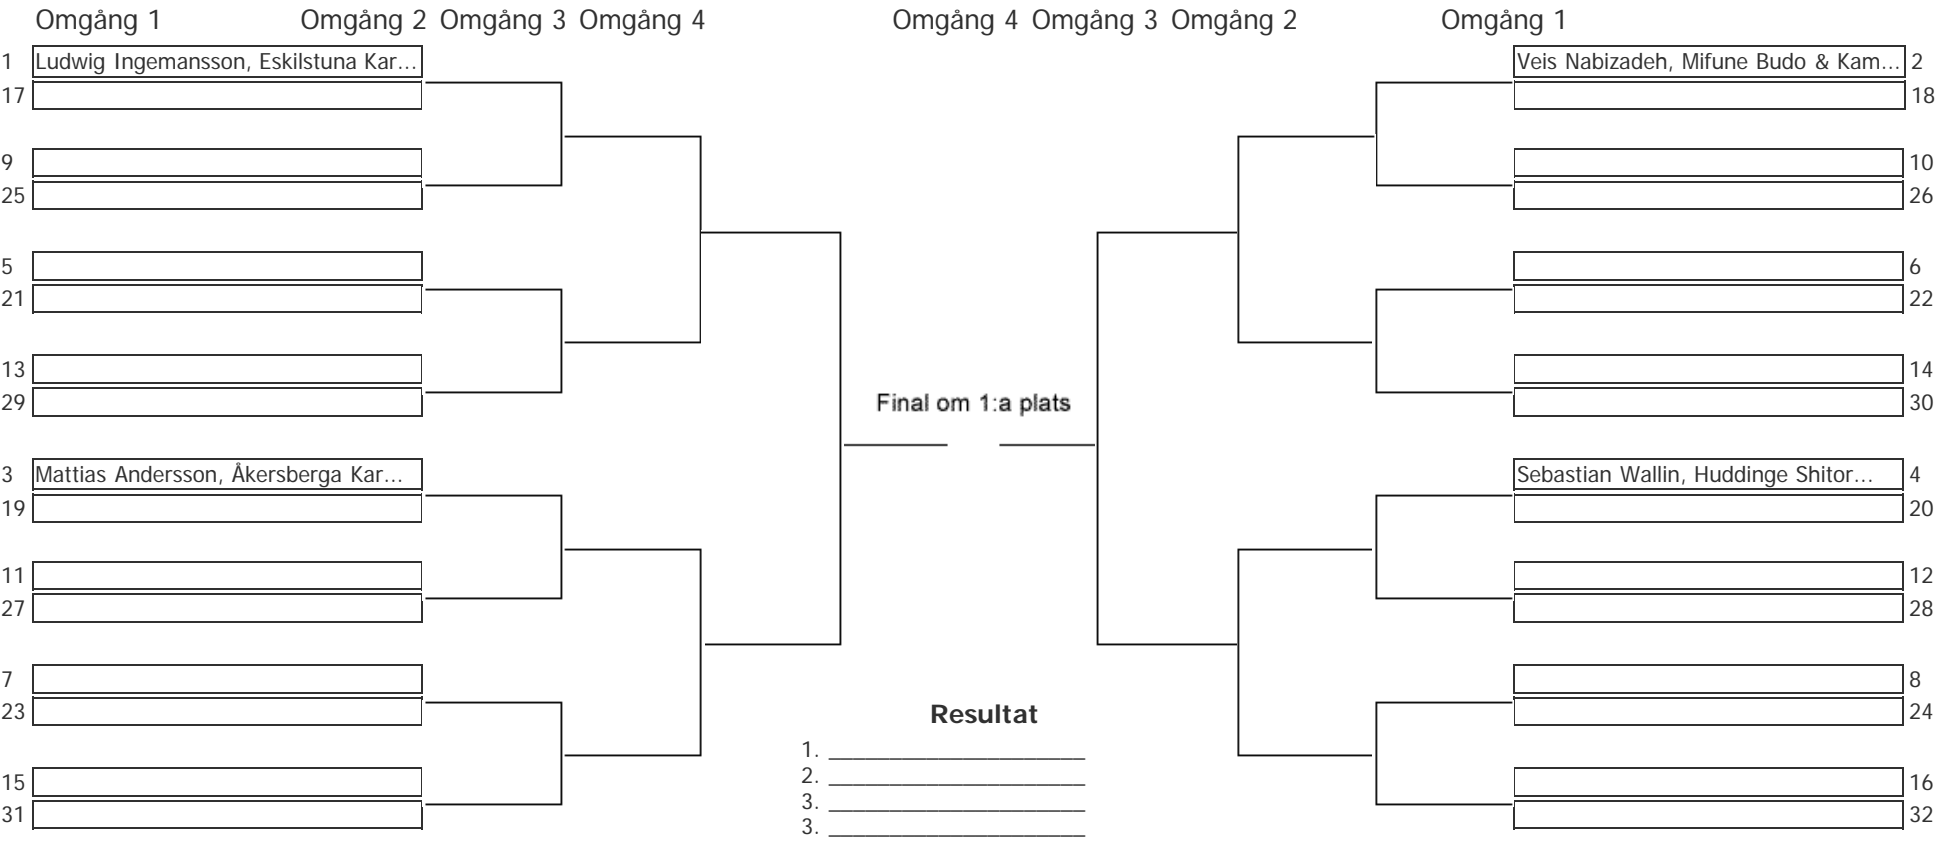 Omgång 1 Omgång 2 Omgång 3 Omgång 4 Omgång 4 Omgång 3 Omgång 2 Omgång 1
1 Ludwig Ingemansson, Eskilstuna Kar... Veis Nabizadeh, Mifune Budo & Kam... 2
17 18
9 10
25 26
5 6
21 22
13 14
29 30
Final om 1:a plats
3 Mattias Andersson, Åkersberga Kar... Sebastian Wallin, Huddinge Shitor... 4
19 20
11 12
27 28
7 8
23 24
Resultat
1.
15 2. 16
3.
31 32
3.